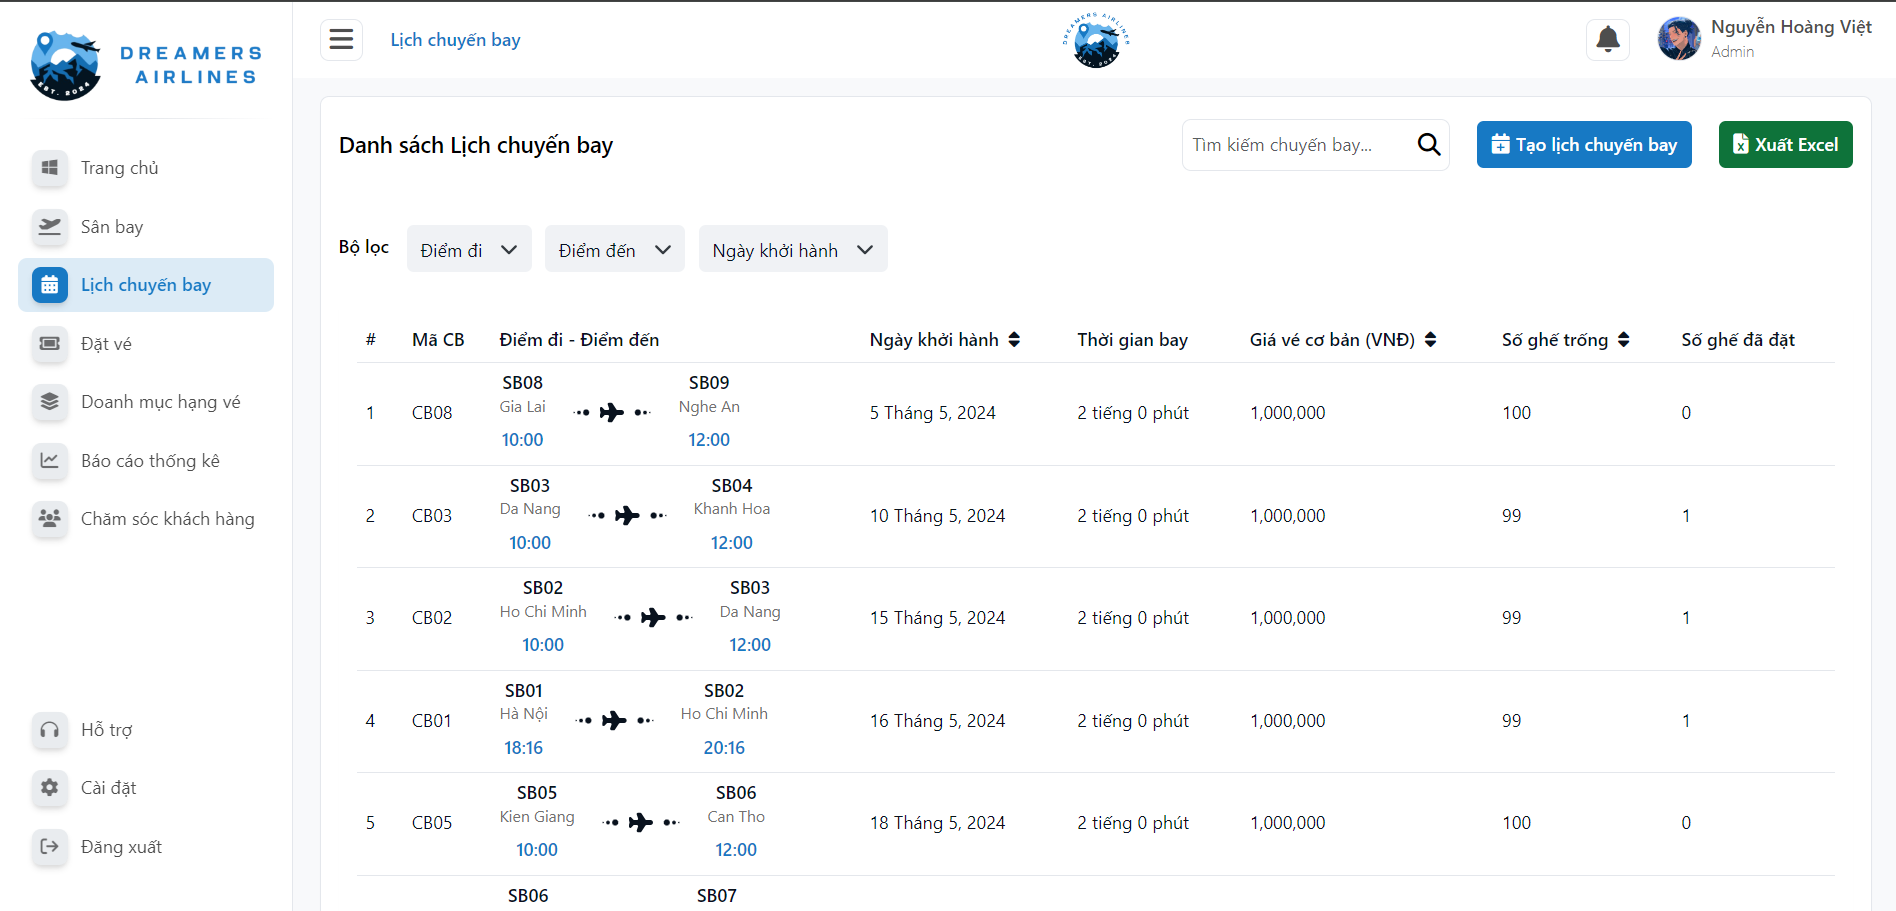 DREAMERS
AIRLINES
EST. 2024
Trang chủ
Sân bay
Lịch chuyến bay
Đặt vé
Doanh mục hạng vé
Báo cáo thống kê
Chăm sóc khách hàng
Hỗ trợ
Cài đặt
Đăng xuất
Lịch chuyến bay
DREAMERS AIRLINES
EST. 2024
Nguyễn Hoàng Việt
Admin
Danh sách Lịch chuyến bay
Tìm kiếm chuyến bay...
Tạo lịch chuyến bay
Xuất Excel
Bộ lọc
Điểm đi
Điểm đến
Ngày khởi hành
# Mã CB Điểm đi - Điểm đến Ngày khởi hành Thời gian bay Giá vé cơ bản (VNĐ) Số ghế trống Số ghế đã đặt
SB08 SB09
Gia Lai Nghe An
1 CB08 5 Tháng 5, 2024 2 tiếng 0 phút 1,000,000 100 0
10:00 12:00
SB03 SB04
Da Nang Khanh Hoa
2 CB03 10 Tháng 5, 2024 2 tiếng 0 phút 1,000,000 99 1
10:00 12:00
SB02 SB03
Ho Chi Minh Da Nang
3 CB02 15 Tháng 5, 2024 2 tiếng 0 phút 1,000,000 99 1
10:00 12:00
SB01 SB02
Hà Nội Ho Chi Minh
4 CB01 16 Tháng 5, 2024 2 tiếng 0 phút 1,000,000 99 1
18:16 20:16
SB05 SB06
Kien Giang Can Tho
5 CB05 18 Tháng 5, 2024 2 tiếng 0 phút 1,000,000 100 0
10:00 12:00
SB06 SB07